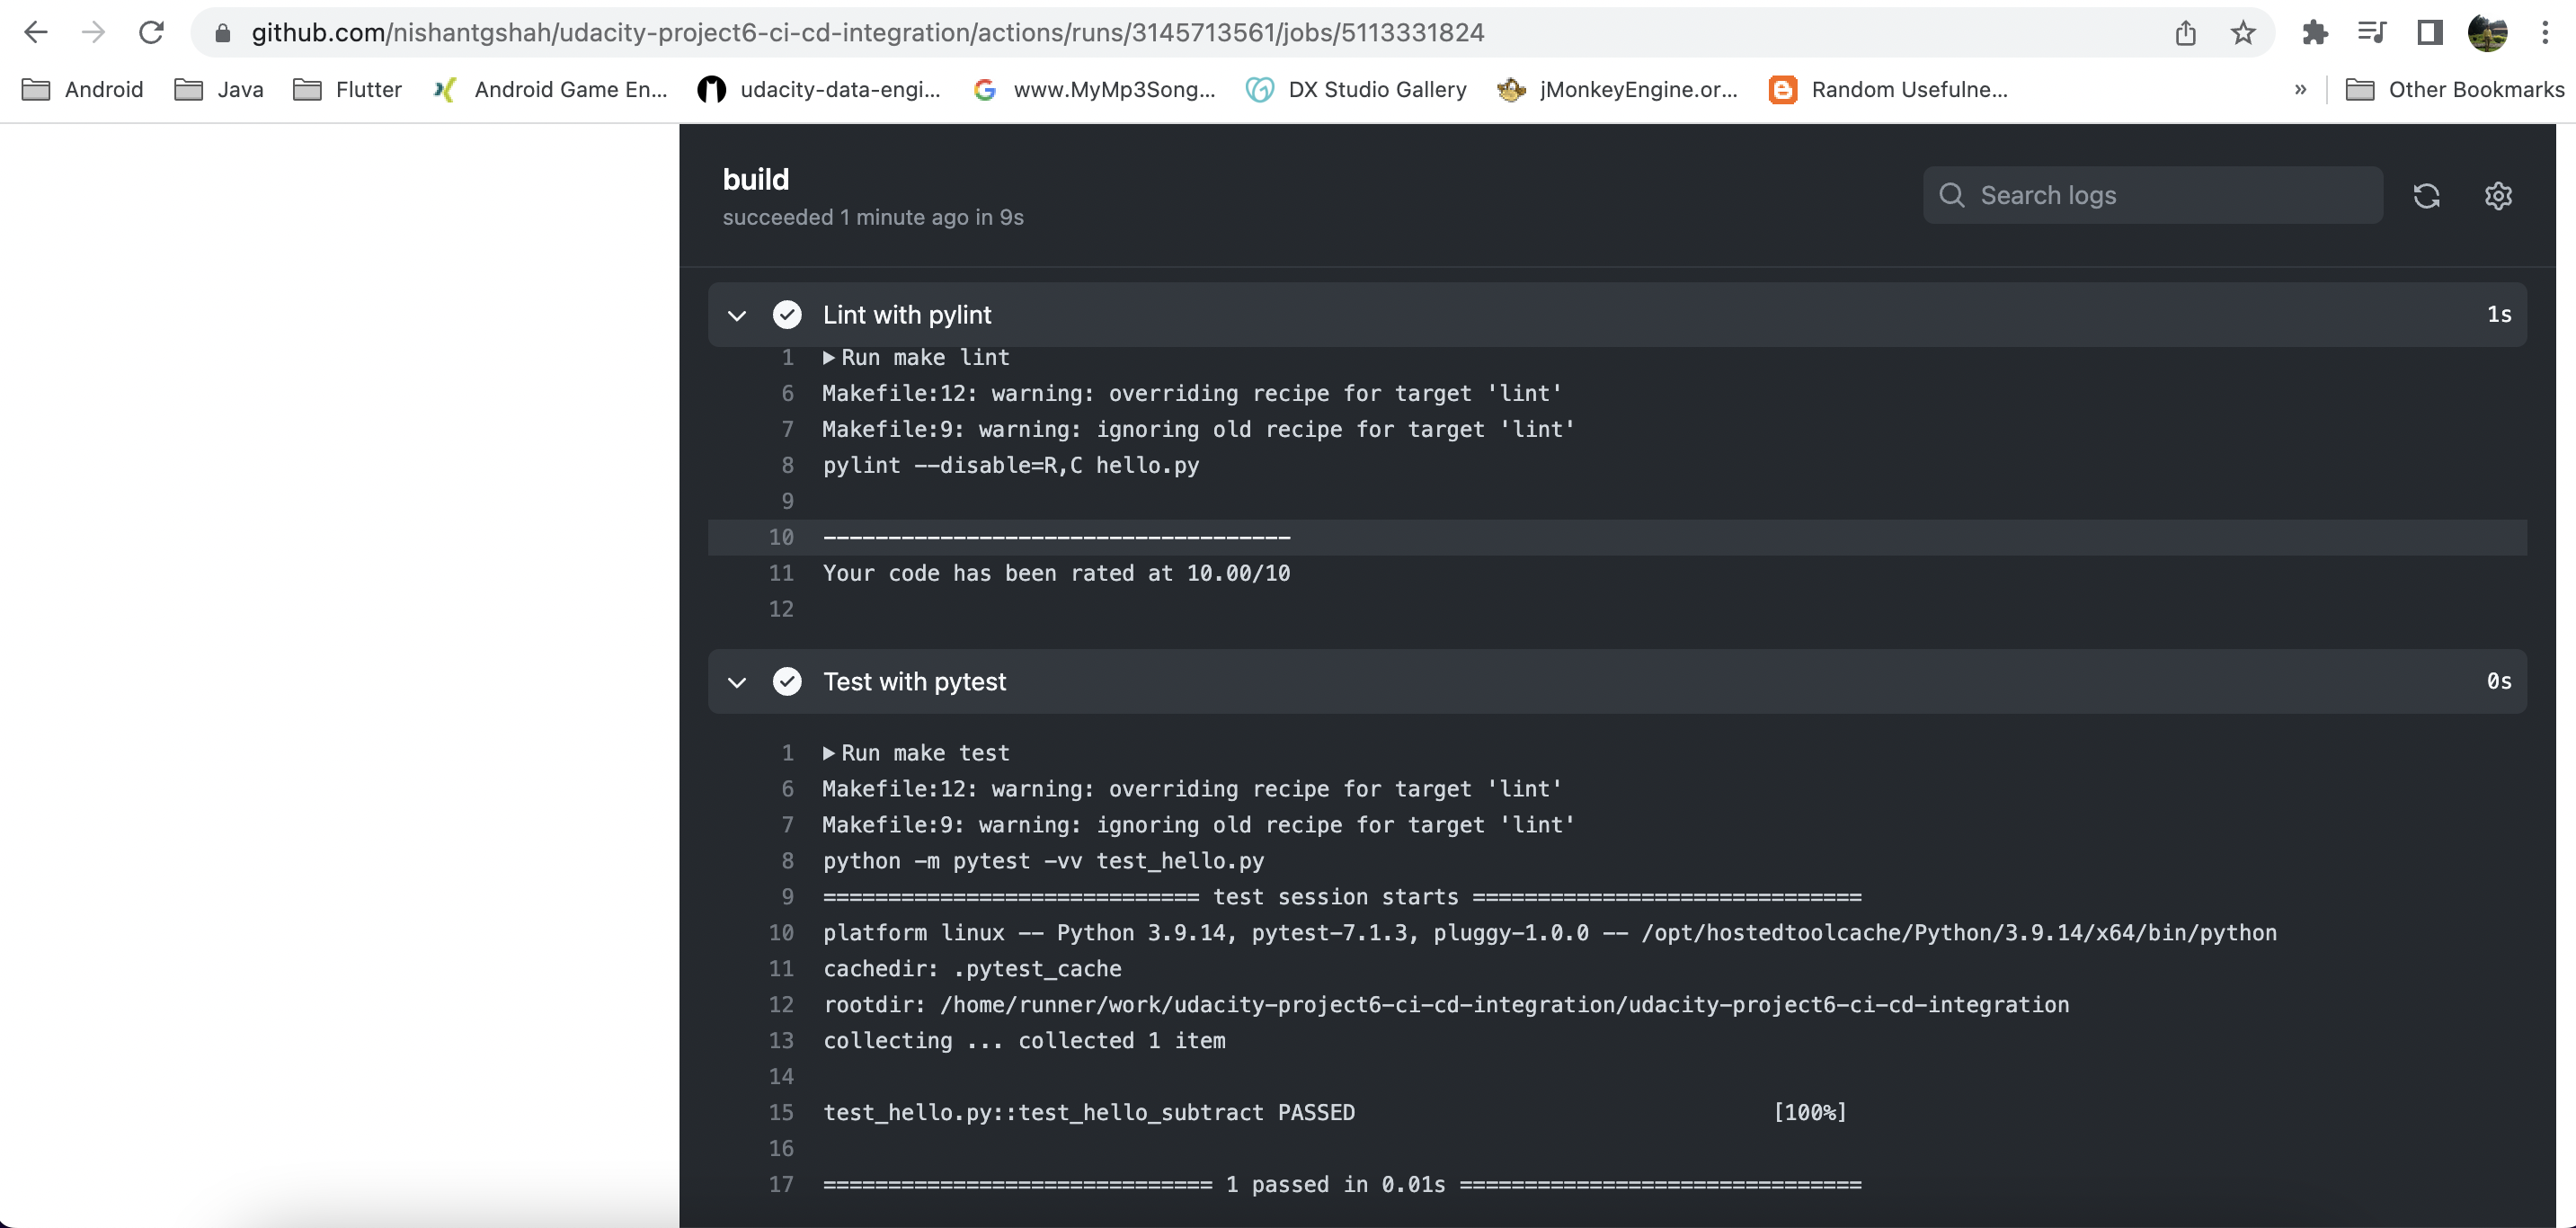 github.com/nishantgshah/udacity-project6-ci-cd-integration/actions/runs/3145713561/jobs/5113331824
Android Java Flutter Android Game En... udacity-data-engi... www.MyMp3Song... DX Studio Gallery jMonkeyEngine.or... Random Usefulne... » Other Bookmarks
build
succeeded 1 minute ago in 9s
Search logs
Lint with pylint 1s
1 Run make lint
6 Makefile:12: warning: overriding recipe for target 'lint'
7 Makefile:9: warning: ignoring old recipe for target 'lint'
8 pylint --disable=R,C hello.py
9
10 ------------------------------------
11 Your code has been rated at 10.00/10
12
Test with pytest 0s
1 Run make test
6 Makefile:12: warning: overriding recipe for target 'lint'
7 Makefile:9: warning: ignoring old recipe for target 'lint'
8 python -m pytest -vv test_hello.py
9 ============================= test session starts ==============================
10 platform linux -- Python 3.9.14, pytest-7.1.3, pluggy-1.0.0 -- /opt/hostedtoolcache/Python/3.9.14/x64/bin/python
11 cachedir: .pytest_cache
12 rootdir: /home/runner/work/udacity-project6-ci-cd-integration/udacity-project6-ci-cd-integration
13 collecting ... collected 1 item
14
15 test_hello.py::test_hello_subtract PASSED [100%]
16
17 ============================== 1 passed in 0.01s ===============================